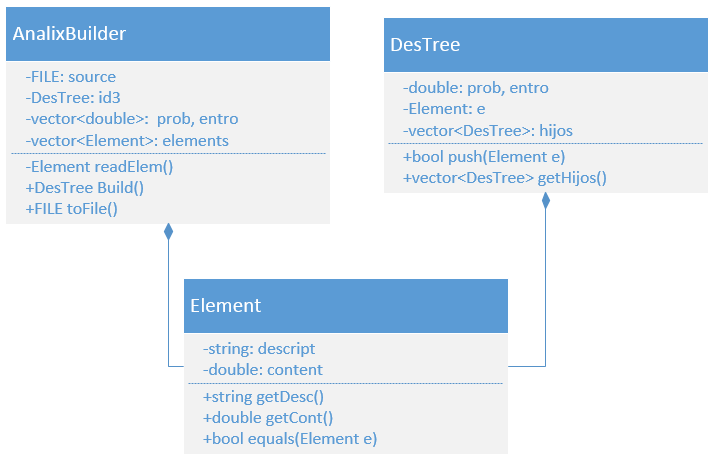 AnalixBuilder
-FILE: source
-DesTree: id3
-vector<double>: prob, entro
-vector<Element>: elements
-Element readElem()
+DesTree Build()
+FILE toFile()
DesTree
-double: prob, entro
-Element: e
-vector<DesTree>: hijos
+bool push(Element e)
+vector<DesTree> getHijos()
Element
-string: descript
-double: content
+string getDesc()
+double getCont()
+bool equals(Element e)